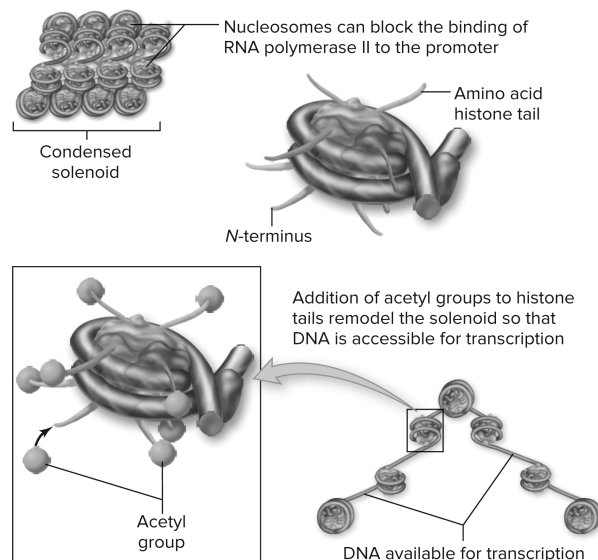 Nucleosomes can block the binding of
RNA polymerase II to the promoter
Amino acid
histone tail
Condensed
solenoid
N-terminus
Addition of acetyl groups to histone
tails remodel the solenoid so that
DNA is accessible for transcription
Acetyl
group
DNA available for transcription